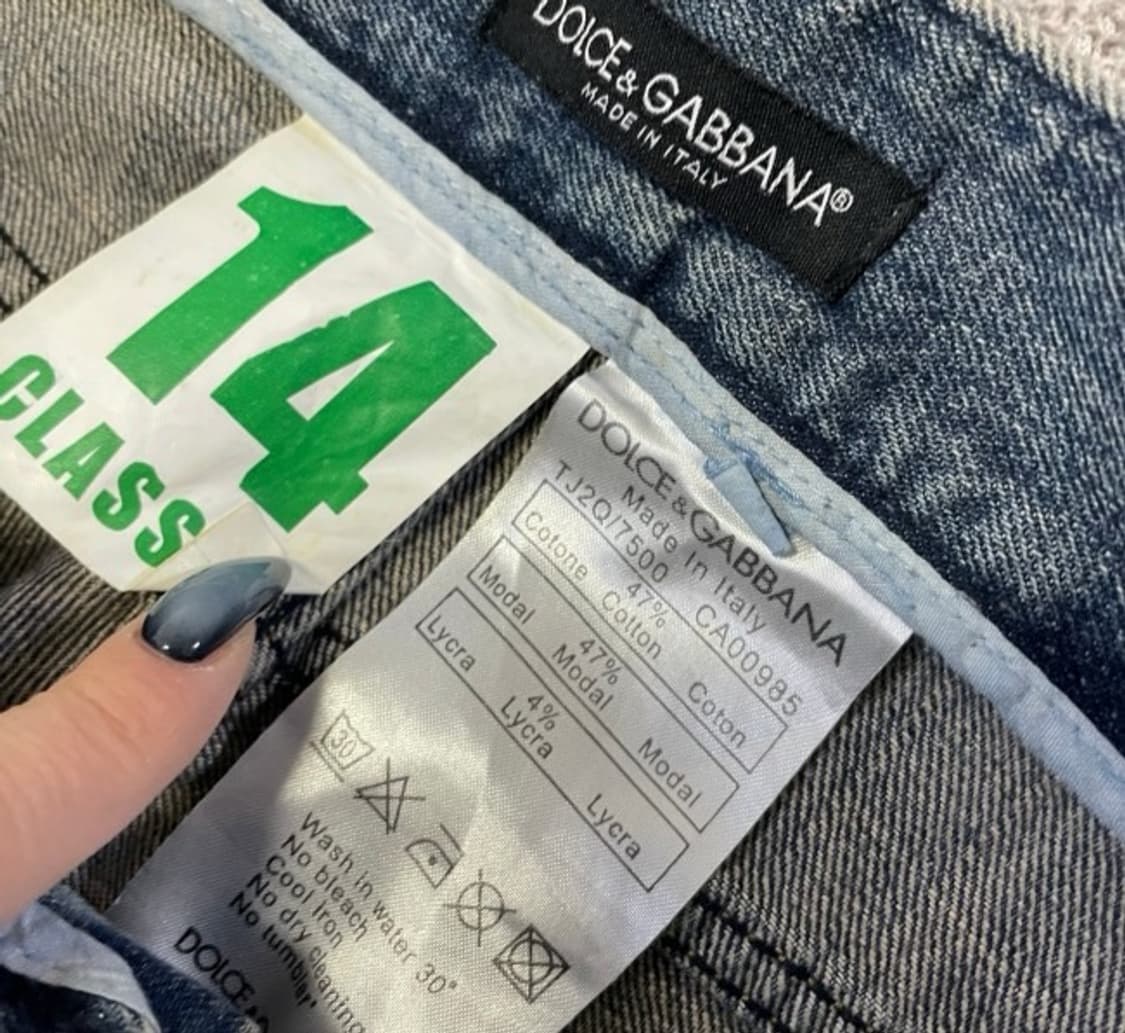 DOLCE & GABBANA®
MADE IN ITALY
14
CLASS
DOLCE & GABBANA
Made In Italy
TJ2Q/7500 CA00985
47%
Cotone Cotton Coton
47%
Modal Modal Modal
4%
Lycra Lycra Lycra
30
Wash in water 30°
No bleach
Cool Iron
No dry cleaning
No tumbler